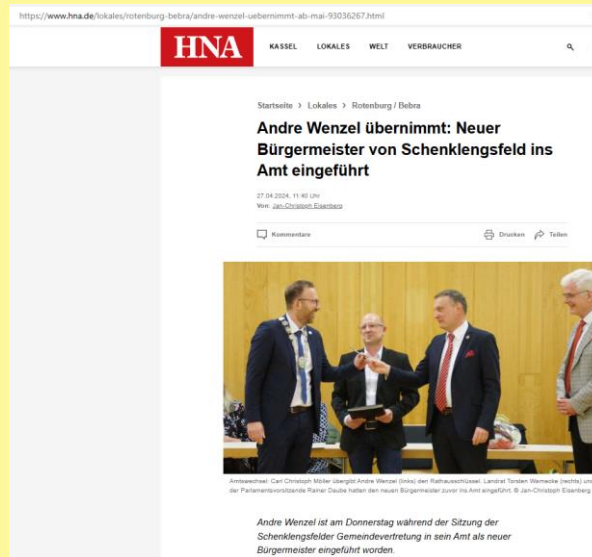 https://www.hna.de/lokales/rotenburg-bebra/andre-wenzel-uebernimmt-ab-mai-93036267.html
HNA
KASSEL LOKALES WELT VERBRAUCHER
Startseite > Lokales > Rotenburg / Bebra
Andre Wenzel übernimmt: Neuer
Bürgermeister von Schenklengsfeld ins
Amt eingeführt
27.04.2024, 11:40 Uhr
Von: Jan-Christoph Eisenberg
Kommentare Drucken Teilen
Amtswechsel: Carl Christoph Möller übergibt Andre Wenzel (links) den Rathausschlüssel. Landrat Torsten Warnecke (rechts) und
der Parlamentsvorsitzende Rainer Daube hatten den neuen Bürgermeister zuvor ins Amt eingeführt. © Jan-Christoph Eisenberg
Andre Wenzel ist am Donnerstag während der Sitzung der
Schenklengsfelder Gemeindevertretung in sein Amt als neuer
Bürgermeister eingeführt worden.